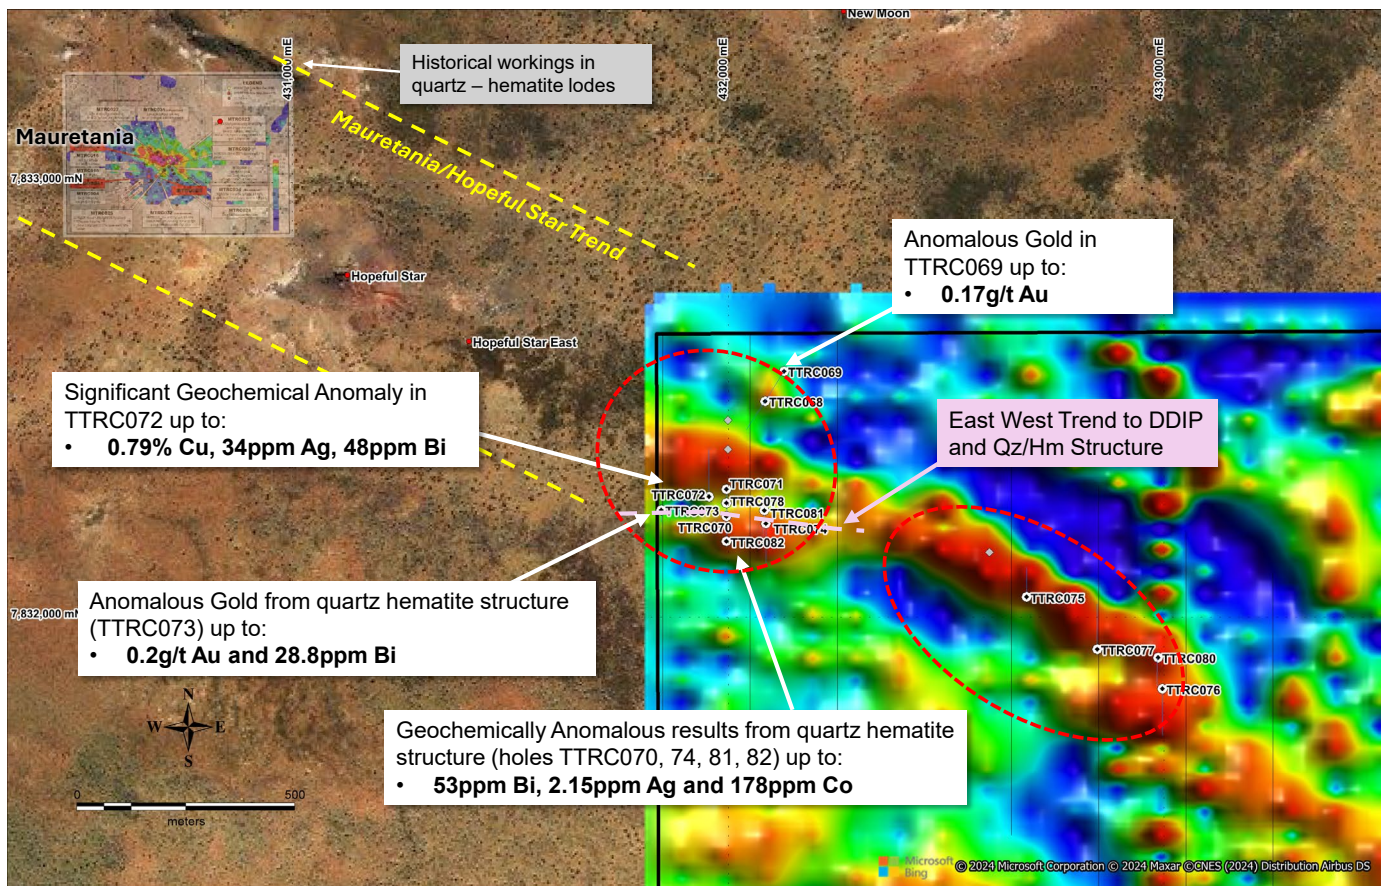 New Moon
431,000 mE
432,000 mE
433,000 mE
Historical workings in
quartz – hematite lodes
Mauretania
7,833,000 mN
Mauretania/Hopeful Star Trend
Hopeful Star
Hopeful Star East
Anomalous Gold in
TTRC069 up to:
• 0.17g/t Au
TTRC069
TTRC068
Significant Geochemical Anomaly in
TTRC072 up to:
• 0.79% Cu, 34ppm Ag, 48ppm Bi
East West Trend to DDIP
and Qz/Hm Structure
TTRC071
TTRC072
TTRC078
TTRC073
TTRC081
TTRC070
TTRC074
TTRC082
Anomalous Gold from quartz hematite structure
(TTRC073) up to:
• 0.2g/t Au and 28.8ppm Bi
7,832,000 mN
TTRC075
TTRC077
TTRC080
TTRC076
N
W E
S
Geochemically Anomalous results from quartz hematite
structure (holes TTRC070, 74, 81, 82) up to:
• 53ppm Bi, 2.15ppm Ag and 178ppm Co
0 500
meters
Microsoft
Bing
© 2024 Microsoft Corporation © 2024 Maxar ©CNES (2024) Distribution Airbus DS